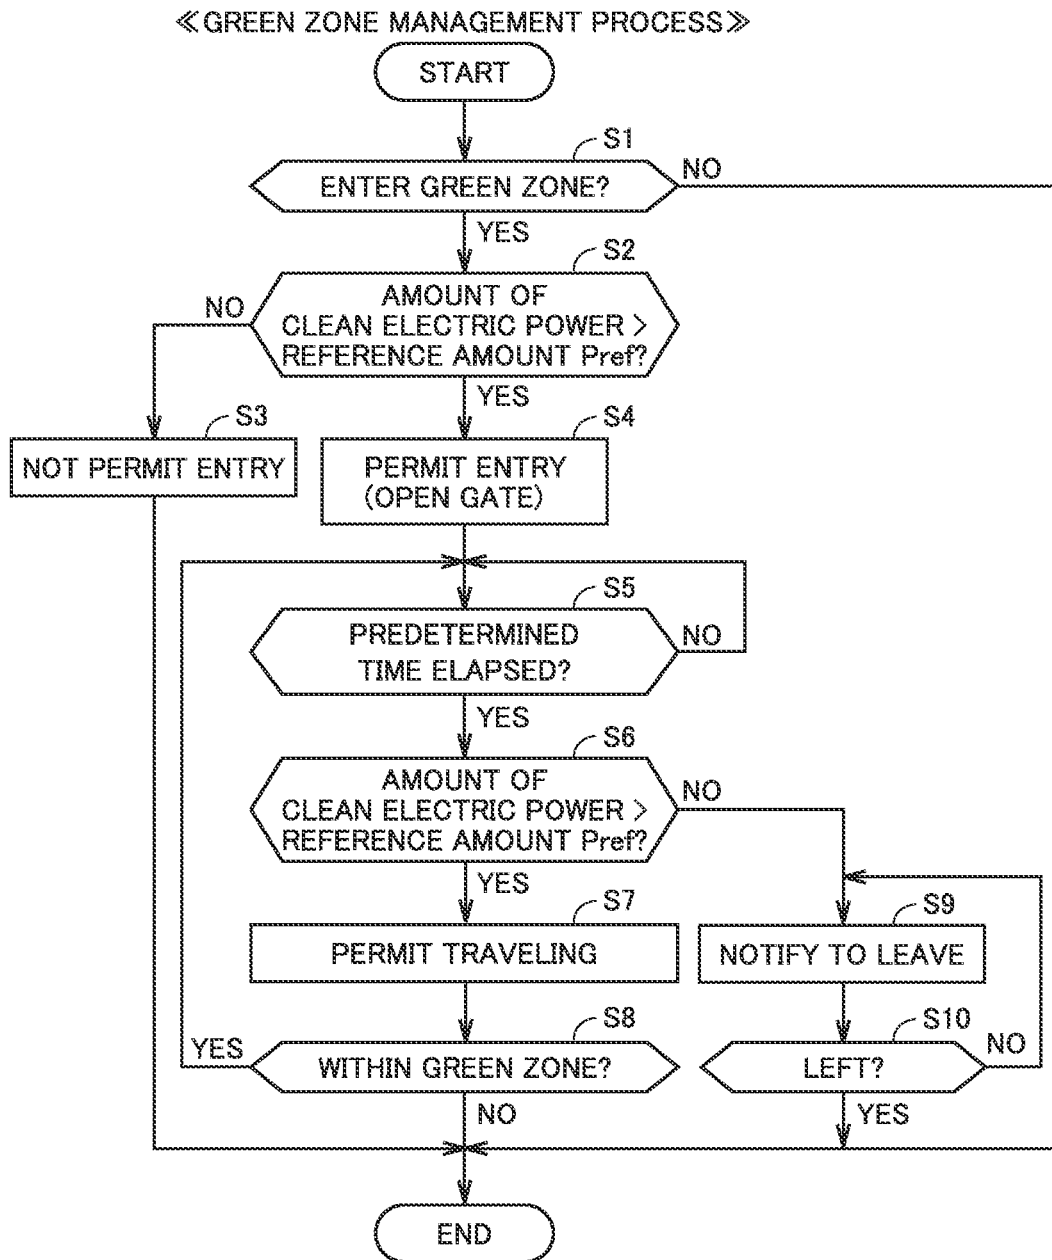 ≪GREEN ZONE MANAGEMENT PROCESS≫
START
S1
ENTER GREEN ZONE?
NO
YES
S2
AMOUNT OF
CLEAN ELECTRIC POWER >
REFERENCE AMOUNT Pref?
NO
YES
S3
NOT PERMIT ENTRY
S4
PERMIT ENTRY
(OPEN GATE)
S5
PREDETERMINED
TIME ELAPSED?
NO
YES
S6
AMOUNT OF
CLEAN ELECTRIC POWER >
REFERENCE AMOUNT Pref?
NO
YES
S7
PERMIT TRAVELING
S9
NOTIFY TO LEAVE
S8
WITHIN GREEN ZONE?
YES
NO
S10
LEFT?
NO
YES
END